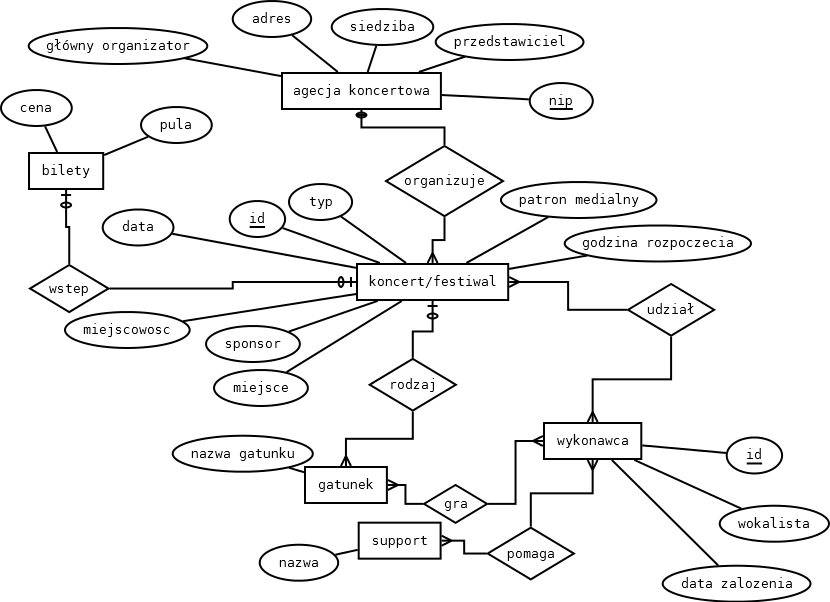 adres
siedziba
przedstawiciel
główny organizator
agecja koncertowa
nip
cena
pula
bilety
organizuje
typ
patron medialny
id
data
godzina rozpoczecia
koncert/festiwal
wstep
udział
miejscowosc
sponsor
miejsce
rodzaj
wykonawca
nazwa gatunku
id
gatunek
gra
wokalista
support
pomaga
nazwa
data zalozenia